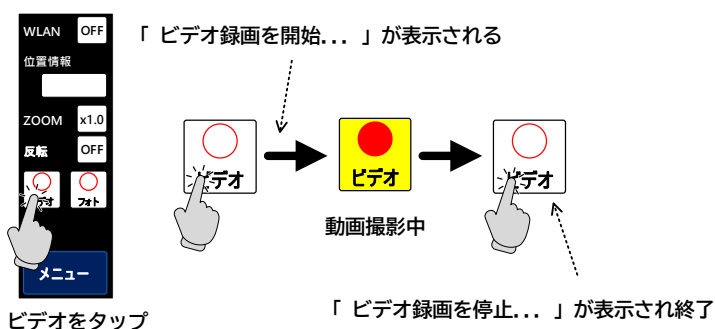 WLAN OFF
位置情報
ZOOM x1.0
反転 OFF
ビデオ フォト
メニュー
ビデオをタップ
「 ビデオ録画を開始... 」が表示される
ビデオ
ビデオ
ビデオ
動画撮影中
「 ビデオ録画を停止... 」が表示され終了